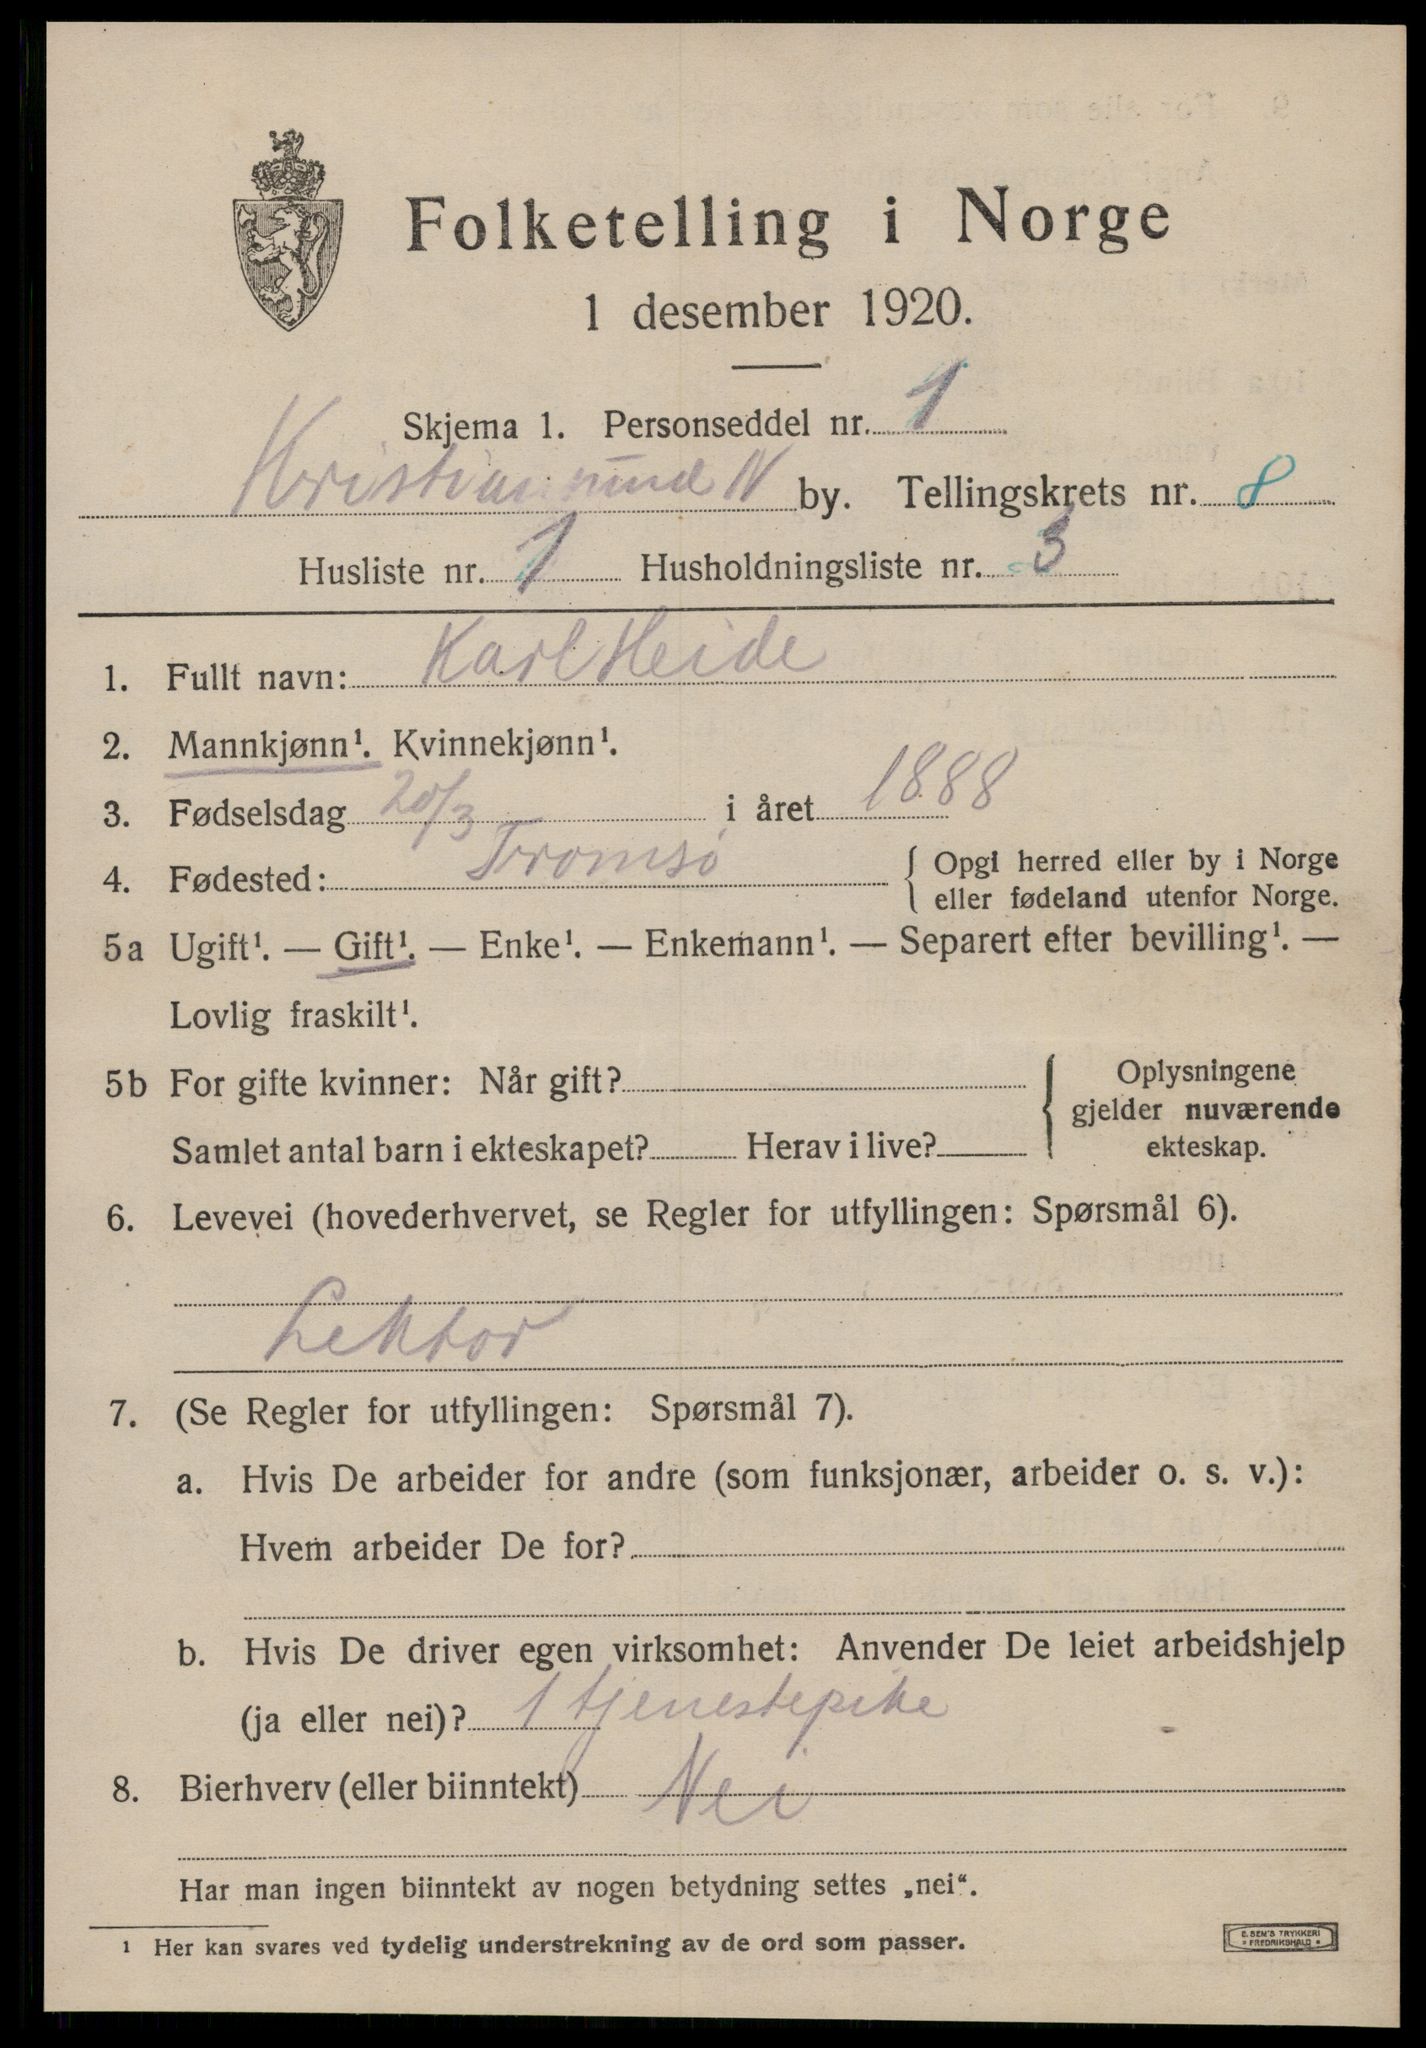 Folketelling i Norge
1 desember 1920.
Skjema 1. Personseddel nr. 1
Kristiansund N by. Tellingskrets nr. 8
Husliste nr. 1 Husholdningsliste nr. 3
1. Fullt navn: Karl Heide
2. Mannkjønn¹. Kvinnekjønn¹.
3. Fødselsdag 20/3 i året 1888
4. Fødested: Tromsø { Opgi herred eller by i Norge
eller fødeland utenfor Norge.
5a Ugift¹. — Gift¹. — Enke¹. — Enkemann¹. — Separert efter bevilling¹. —
Lovlig fraskilt¹.
5b For gifte kvinner: Når gift? { Oplysningene
gjelder nuværende
Samlet antal barn i ekteskapet? Herav i live? ekteskap.
6. Levevei (hovederhvervet, se Regler for utfyllingen: Spørsmål 6).
Lektor
7. (Se Regler for utfyllingen: Spørsmål 7).
a. Hvis De arbeider for andre (som funksjonær, arbeider o. s. v.):
Hvem arbeider De for?
b. Hvis De driver egen virksomhet: Anvender De leiet arbeidshjelp
(ja eller nei)? 1 tjenestepike
8. Bierhverv (eller biinntekt) Nei
Har man ingen biinntekt av nogen betydning settes „nei“.
¹ Her kan svares ved tydelig understrekning av de ord som passer.
E. SEM'S TRYKKERI
FREDRIKSHALD